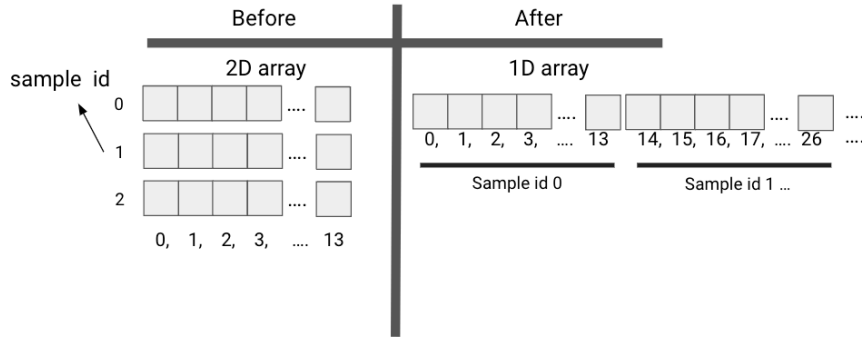 Before After
2D array 1D array
sample id
0 .... ....  ....  ....
0, 1, 2, 3, .... 13 14, 15, 16, 17, .... 26 ....
1 ....
Sample id 0 Sample id 1 ...
2 ....
0, 1, 2, 3, .... 13